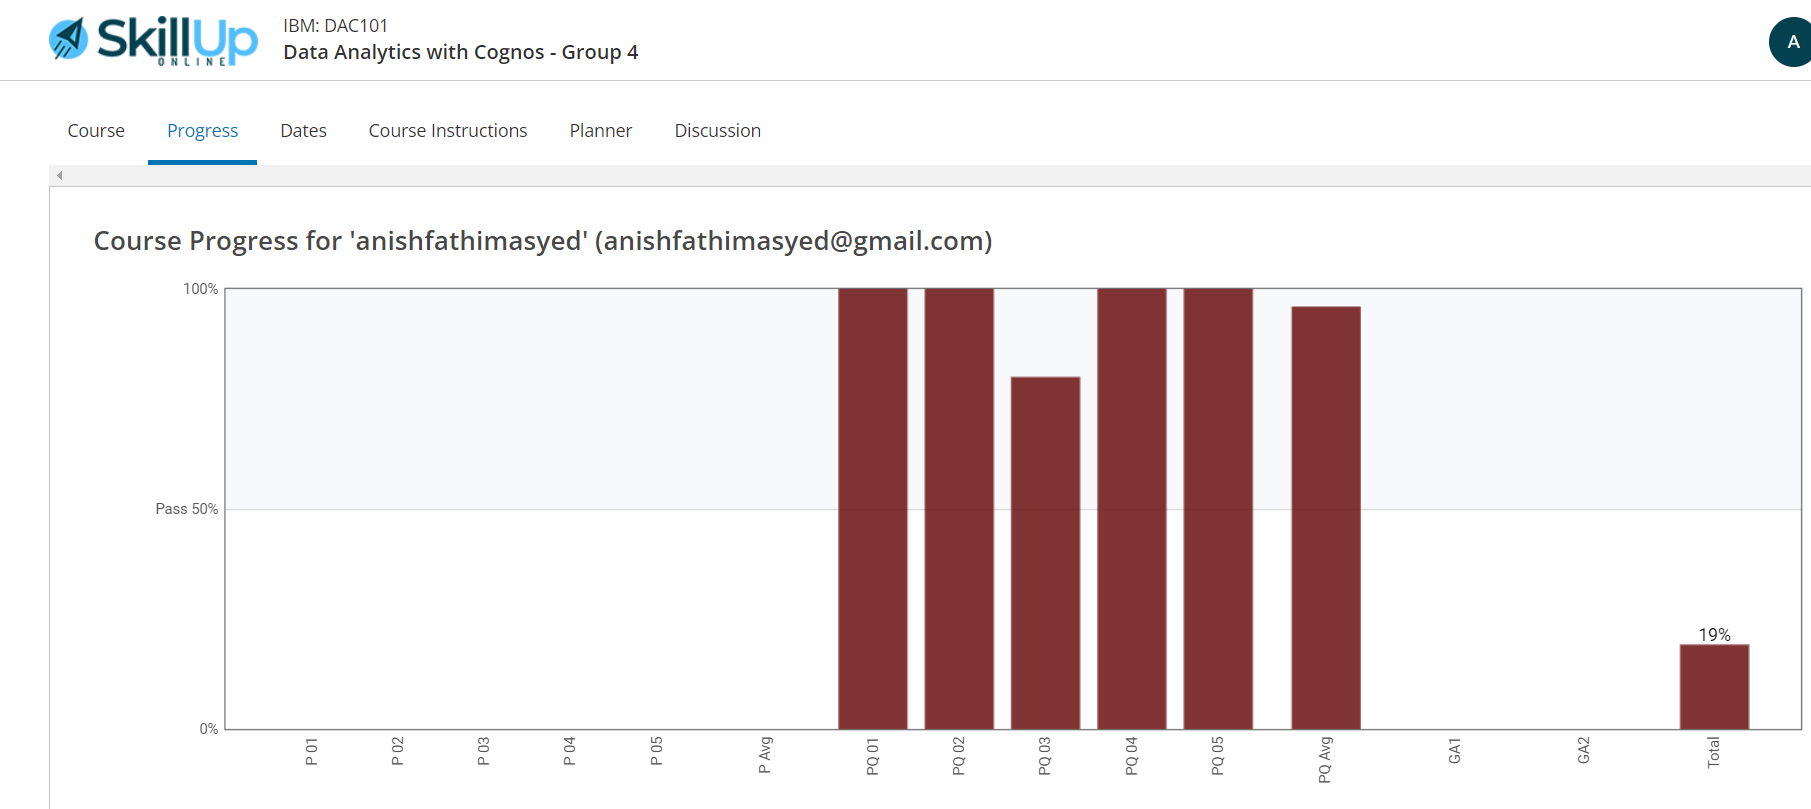 SkillUp
ONLINE
IBM: DAC101
Data Analytics with Cognos - Group 4
A
Course
Progress
Dates
Course Instructions
Planner
Discussion
Course Progress for 'anishfathimasyed' (anishfathimasyed@gmail.com)
100%
Pass 50%
0%
19%
P 01
P 02
P 03
P 04
P 05
P Avg
PQ 01
PQ 02
PQ 03
PQ 04
PQ 05
PQ Avg
GA1
GA2
Total